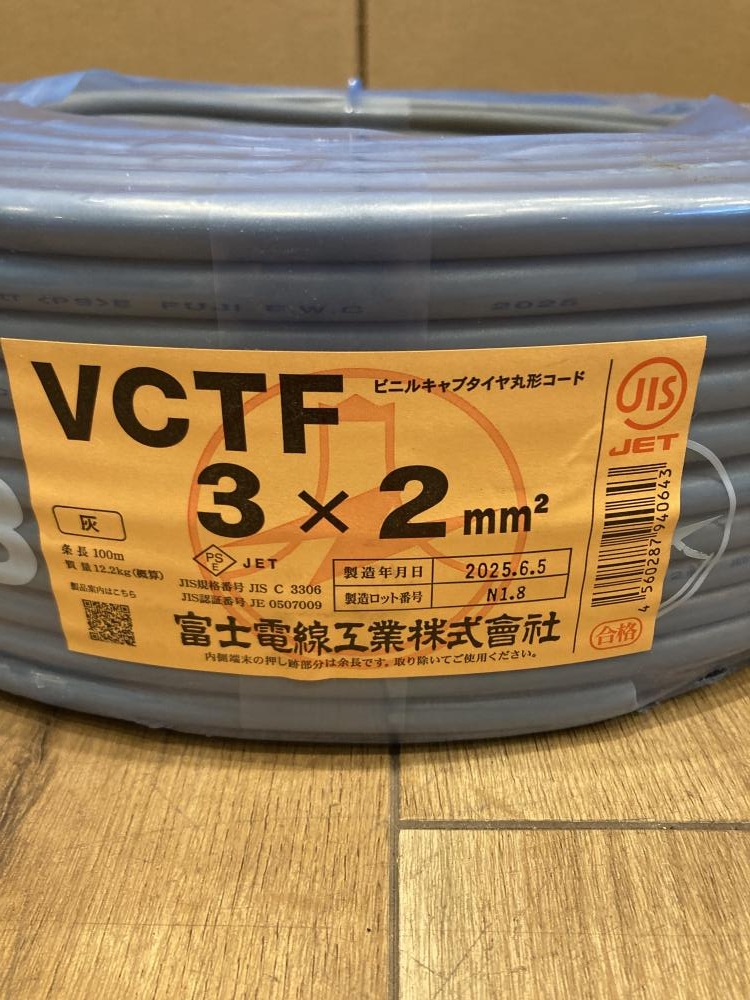 <PS>E FUJI E.W.C 2025
VCTF
ビニルキャブタイヤ丸形コード
3×2mm²
灰
条長 100m
質量12.2kg(概算)
製品案内はこちら
PSE JET
JIS規格番号 JIS C 3306
JIS認証番号 JE 0507009
製造年月日 2025.6.5
製造ロット番号 N1.8
富士電線工業株式會社
内側端末の押し跡部分は余長です。取り除いてご使用ください。
JIS
JET
4560287940643
合格